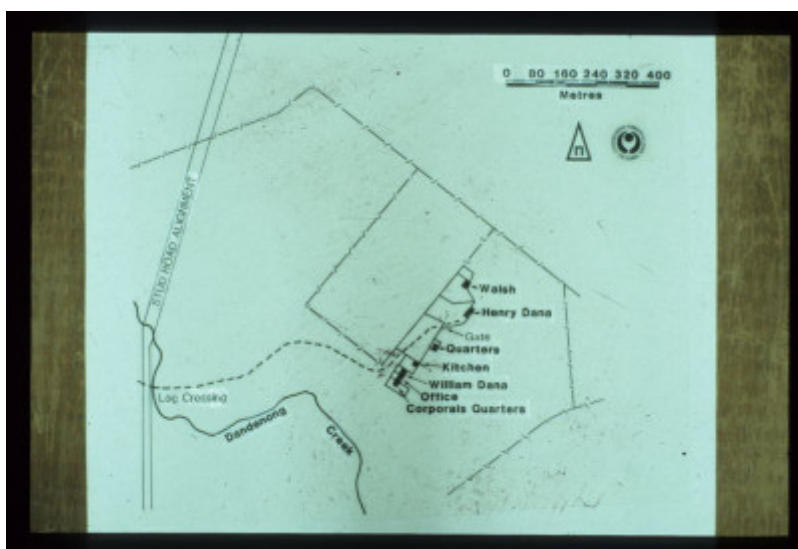 0 80 160 240 320 400
Metres
n
STUD ROAD ALIGNMENT
Walsh
Henry Dana
Gate
Quarters
Kitchen
William Dana
Office
Corporals Quarters
Log Crossing
Dandenong
Creek